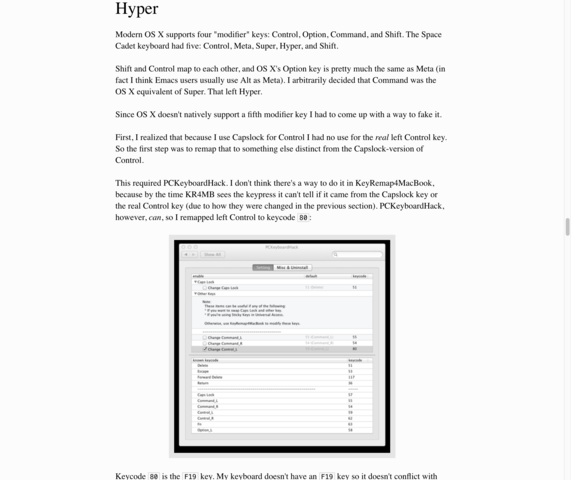 Hyper
Modern OS X supports four "modifier" keys: Control, Option, Command, and Shift. The Space
Cadet keyboard had five: Control, Meta, Super, Hyper, and Shift.
Shift and Control map to each other, and OS X's Option key is pretty much the same as Meta (in
fact I think Emacs users usually use Alt as Meta). I arbitrarily decided that Command was the
OS X equivalent of Super. That left Hyper.
Since OS X doesn't natively support a fifth modifier key I had to come up with a way to fake it.
First, I realized that because I use Capslock for Control I had no use for the real left Control key.
So the first step was to remap that to something else distinct from the Capslock-version of
Control.
This required PCKeyboardHack. I don't think there's a way to do it in KeyRemap4MacBook,
because by the time KR4MB sees the keypress it can't tell if it came from the Capslock key or
the real Control key (due to how they were changed in the previous section). PCKeyboardHack,
however, can, so I remapped left Control to keycode 80:
PCKeyboardHack
Show All
Misc & Uninstall
enable default keycode
Caps Lock
Change Caps Lock 51
Other Keys
Note:
These items can be useful if any of the following:
* If you want to swap Caps Lock and other key.
* If you're using Sticky Keys in Universal Access.
Otherwise, use KeyRemap4MacBook to modify these keys.
Change Command_L
Change Command_R
Change Control_L 80
known keycode keycode
Delete 51
Escape 53
Forward Delete 117
Return 36
Caps Lock 57
Command_L 55
Command_R 54
Control_L 59
Control_R 62
Fn 63
Option_L 58
Keycode 80 is the F19 key. My keyboard doesn't have an F19 key so it doesn't conflict with